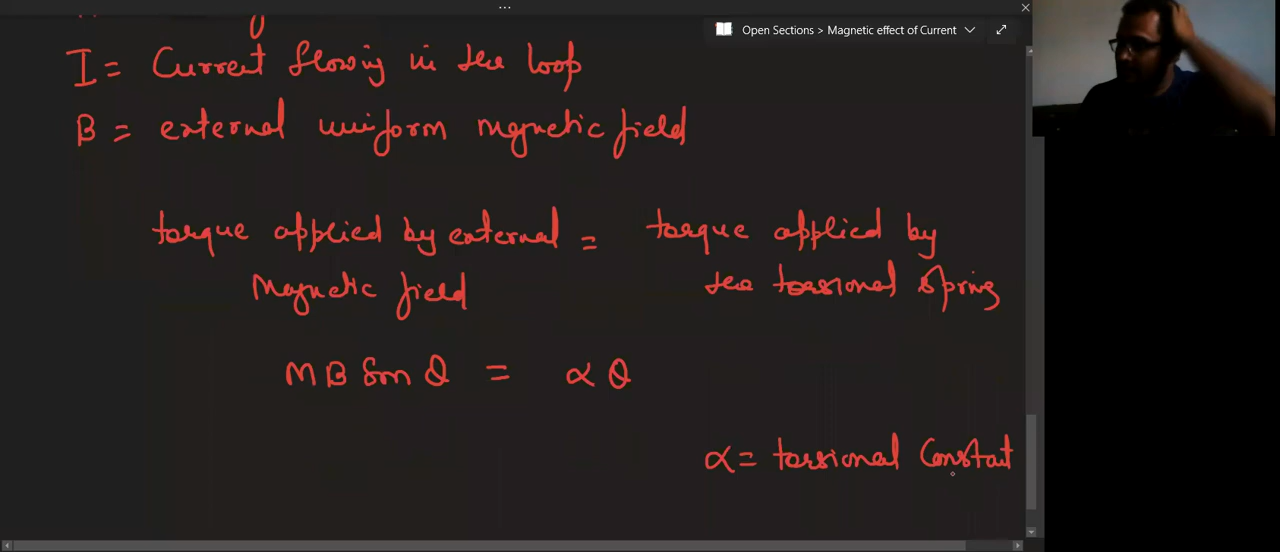 Open Sections > Magnetic effect of Current
I = Current flowing in the loop
B = external uniform magnetic field
torque applied by external = torque applied by
Magnetic field the torsional Spring
MB Sin θ = α θ
α = torsional Constant